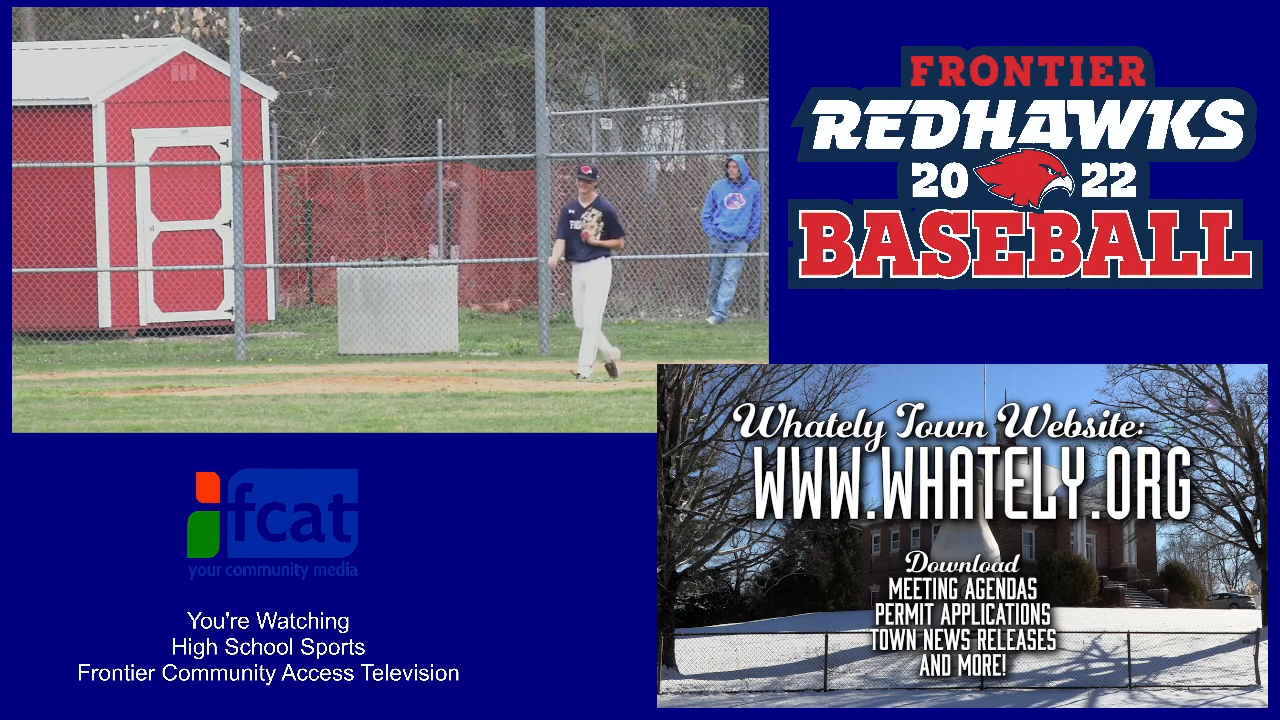 FRONTIER
REDHAWKS
20 22
BASEBALL
Whately Town Website:
WWW.WHATELY.ORG
Download
MEETING AGENDAS
PERMIT APPLICATIONS
TOWN NEWS RELEASES
AND MORE!
fcat
your community media
You're Watching
High School Sports
Frontier Community Access Television